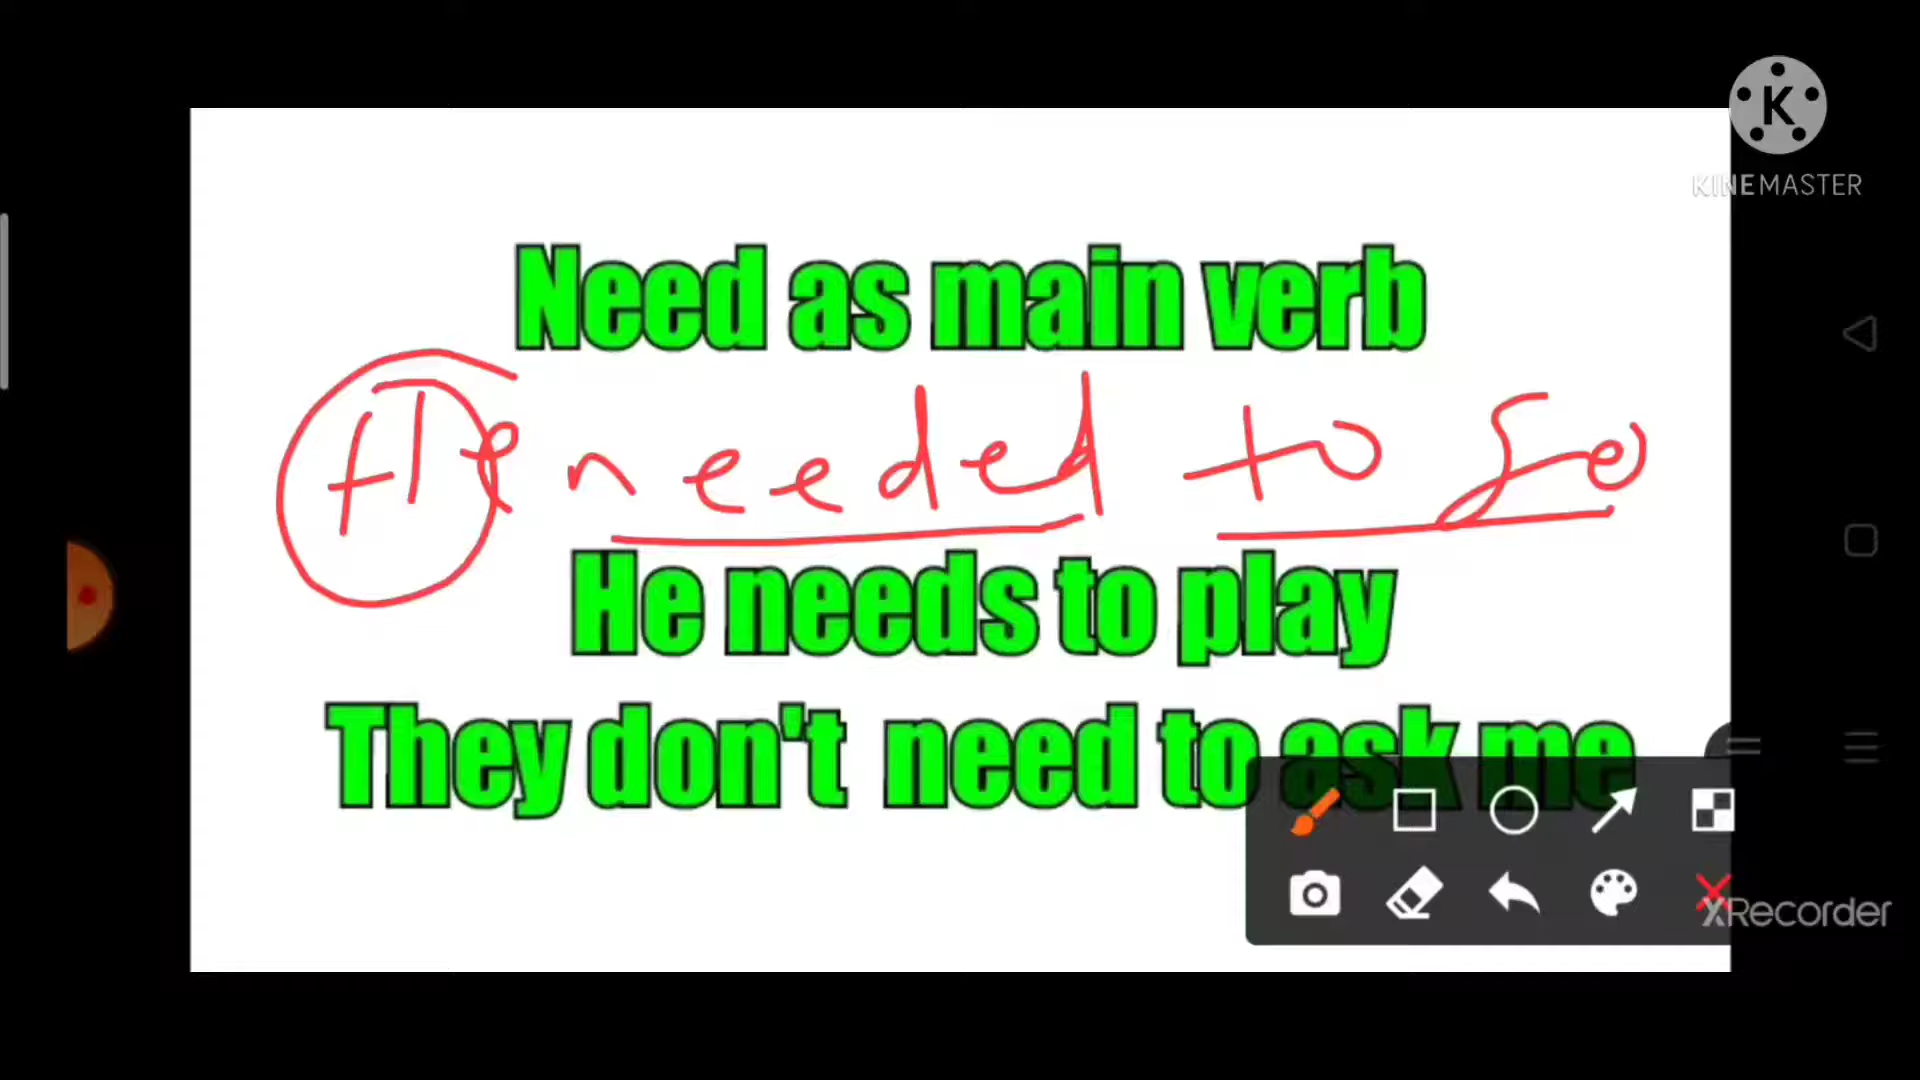 K
KINEMASTER
Need as main verb
He needed to go
He needs to play
They don't need to ask me
XRecorder